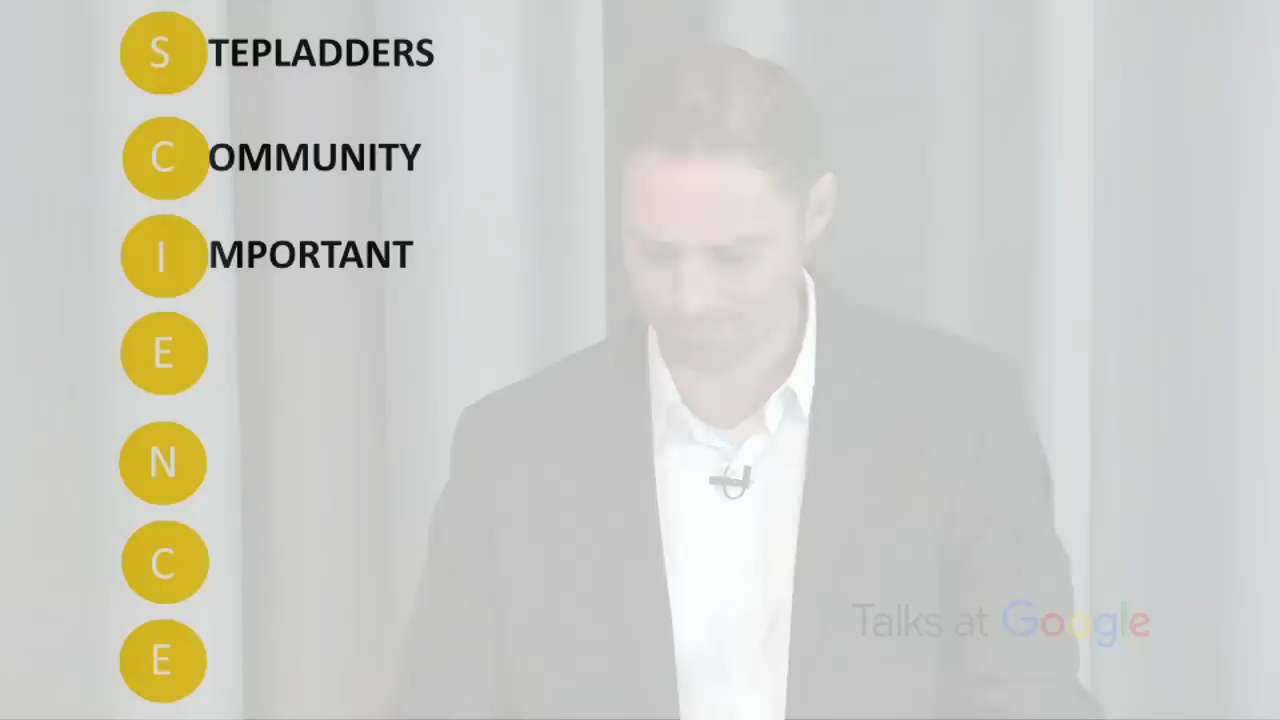 STEPLADDERS
COMMUNITY
IMPORTANT
E
N
C
E
Talks at Google